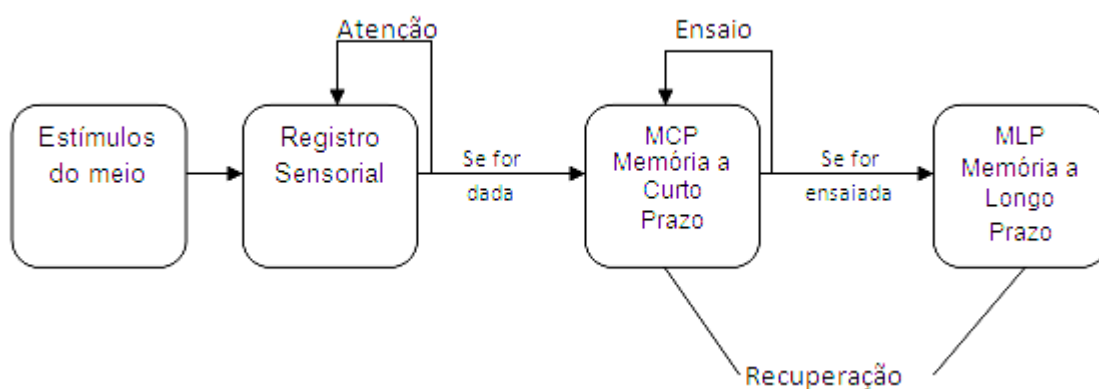 Atenção
Ensaio
Estímulos
do meio
Registro
Sensorial
Se for
dada
MCP
Memória a
Curto
Prazo
Se for
ensaiada
MLP
Memória a
Longo
Prazo
Recuperação